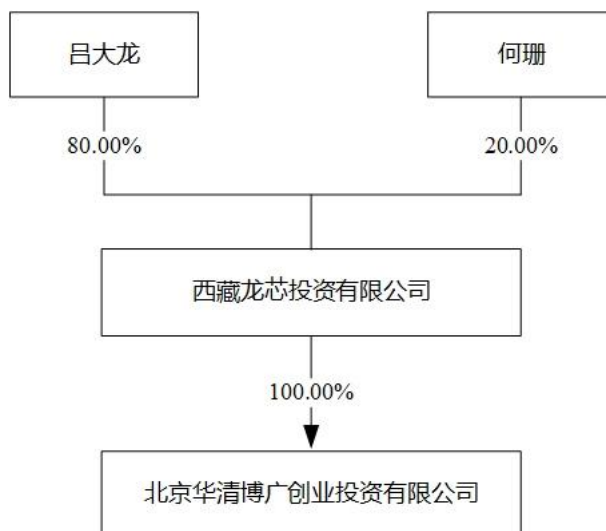 吕大龙
何珊
80.00%
20.00%
西藏龙芯投资有限公司
100.00%
北京华清博广创业投资有限公司